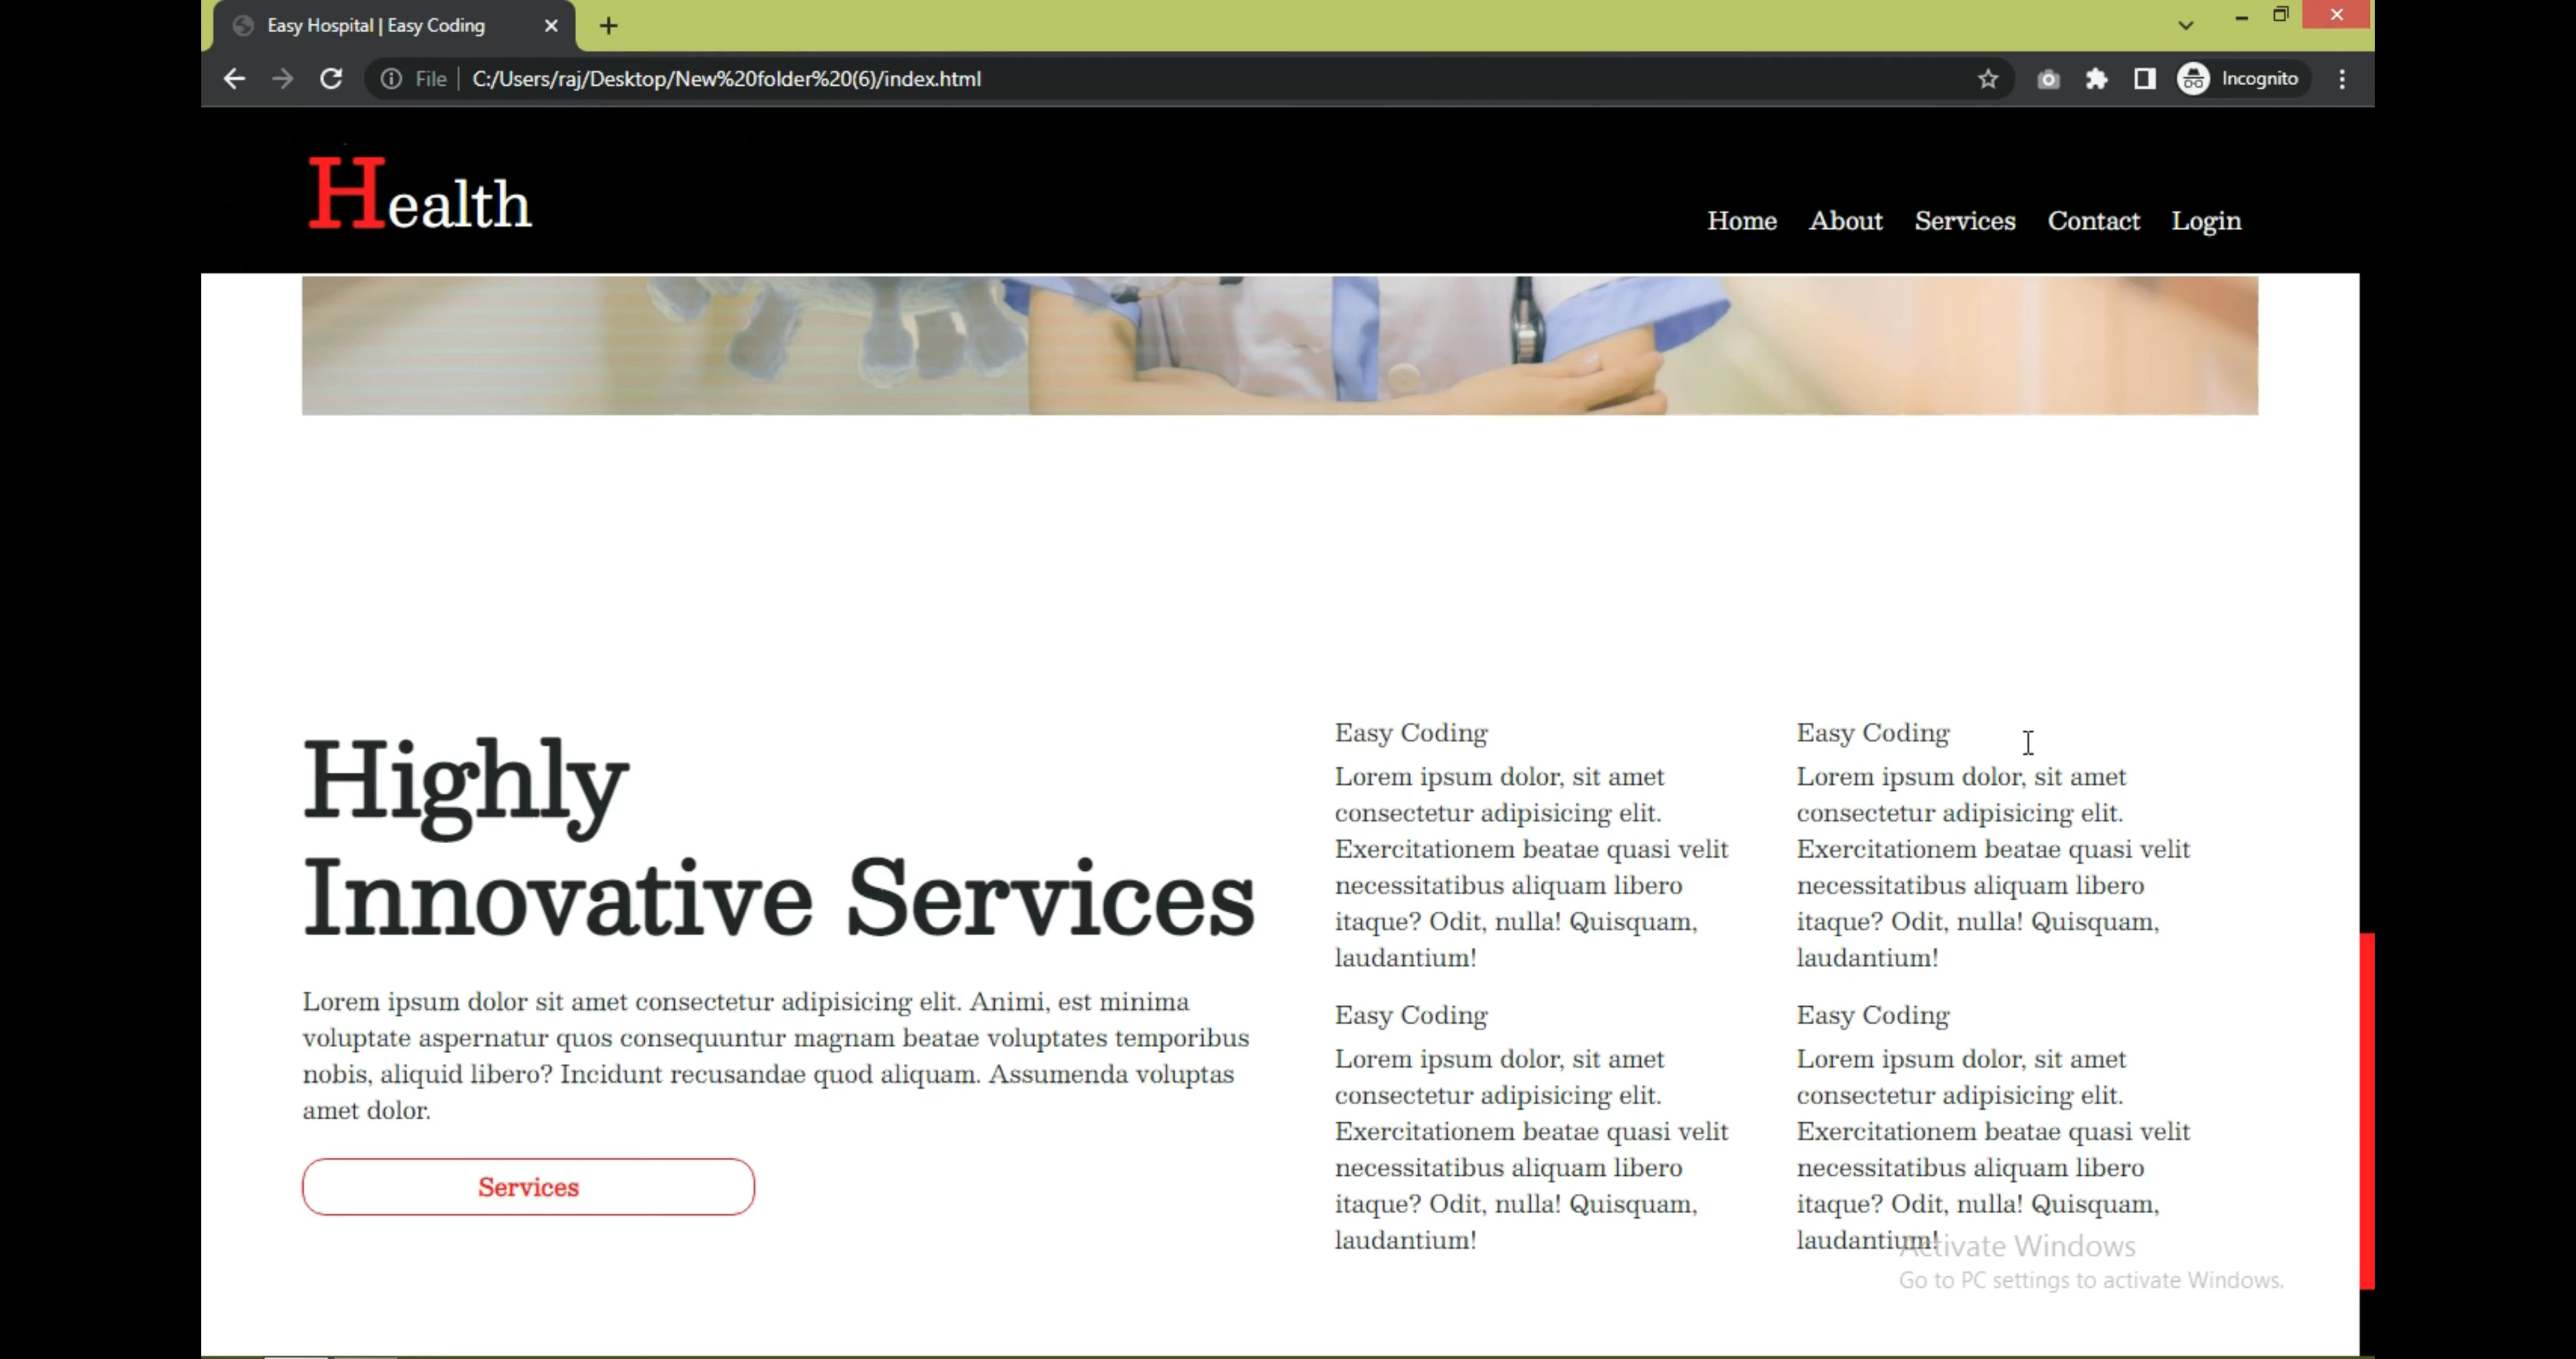 Easy Hospital | Easy Coding
File
C:/Users/raj/Desktop/New%20folder%20(6)/index.html
Incognito
Health
Home About Services Contact Login
Highly
Innovative Services
Lorem ipsum dolor sit amet consectetur adipisicing elit. Animi, est minima
voluptate aspernatur quos consequuntur magnam beatae voluptates temporibus
nobis, aliquid libero? Incidunt recusandae quod aliquam. Assumenda voluptas
amet dolor.
Services
Easy Coding
Lorem ipsum dolor, sit amet
consectetur adipisicing elit.
Exercitationem beatae quasi velit
necessitatibus aliquam libero
itaque? Odit, nulla! Quisquam,
laudantium!
Easy Coding
Lorem ipsum dolor, sit amet
consectetur adipisicing elit.
Exercitationem beatae quasi velit
necessitatibus aliquam libero
itaque? Odit, nulla! Quisquam,
laudantium!
Easy Coding
Lorem ipsum dolor, sit amet
consectetur adipisicing elit.
Exercitationem beatae quasi velit
necessitatibus aliquam libero
itaque? Odit, nulla! Quisquam,
laudantium!
Easy Coding
Lorem ipsum dolor, sit amet
consectetur adipisicing elit.
Exercitationem beatae quasi velit
necessitatibus aliquam libero
itaque? Odit, nulla! Quisquam,
laudantium!
Activate Windows
Go to PC settings to activate Windows.